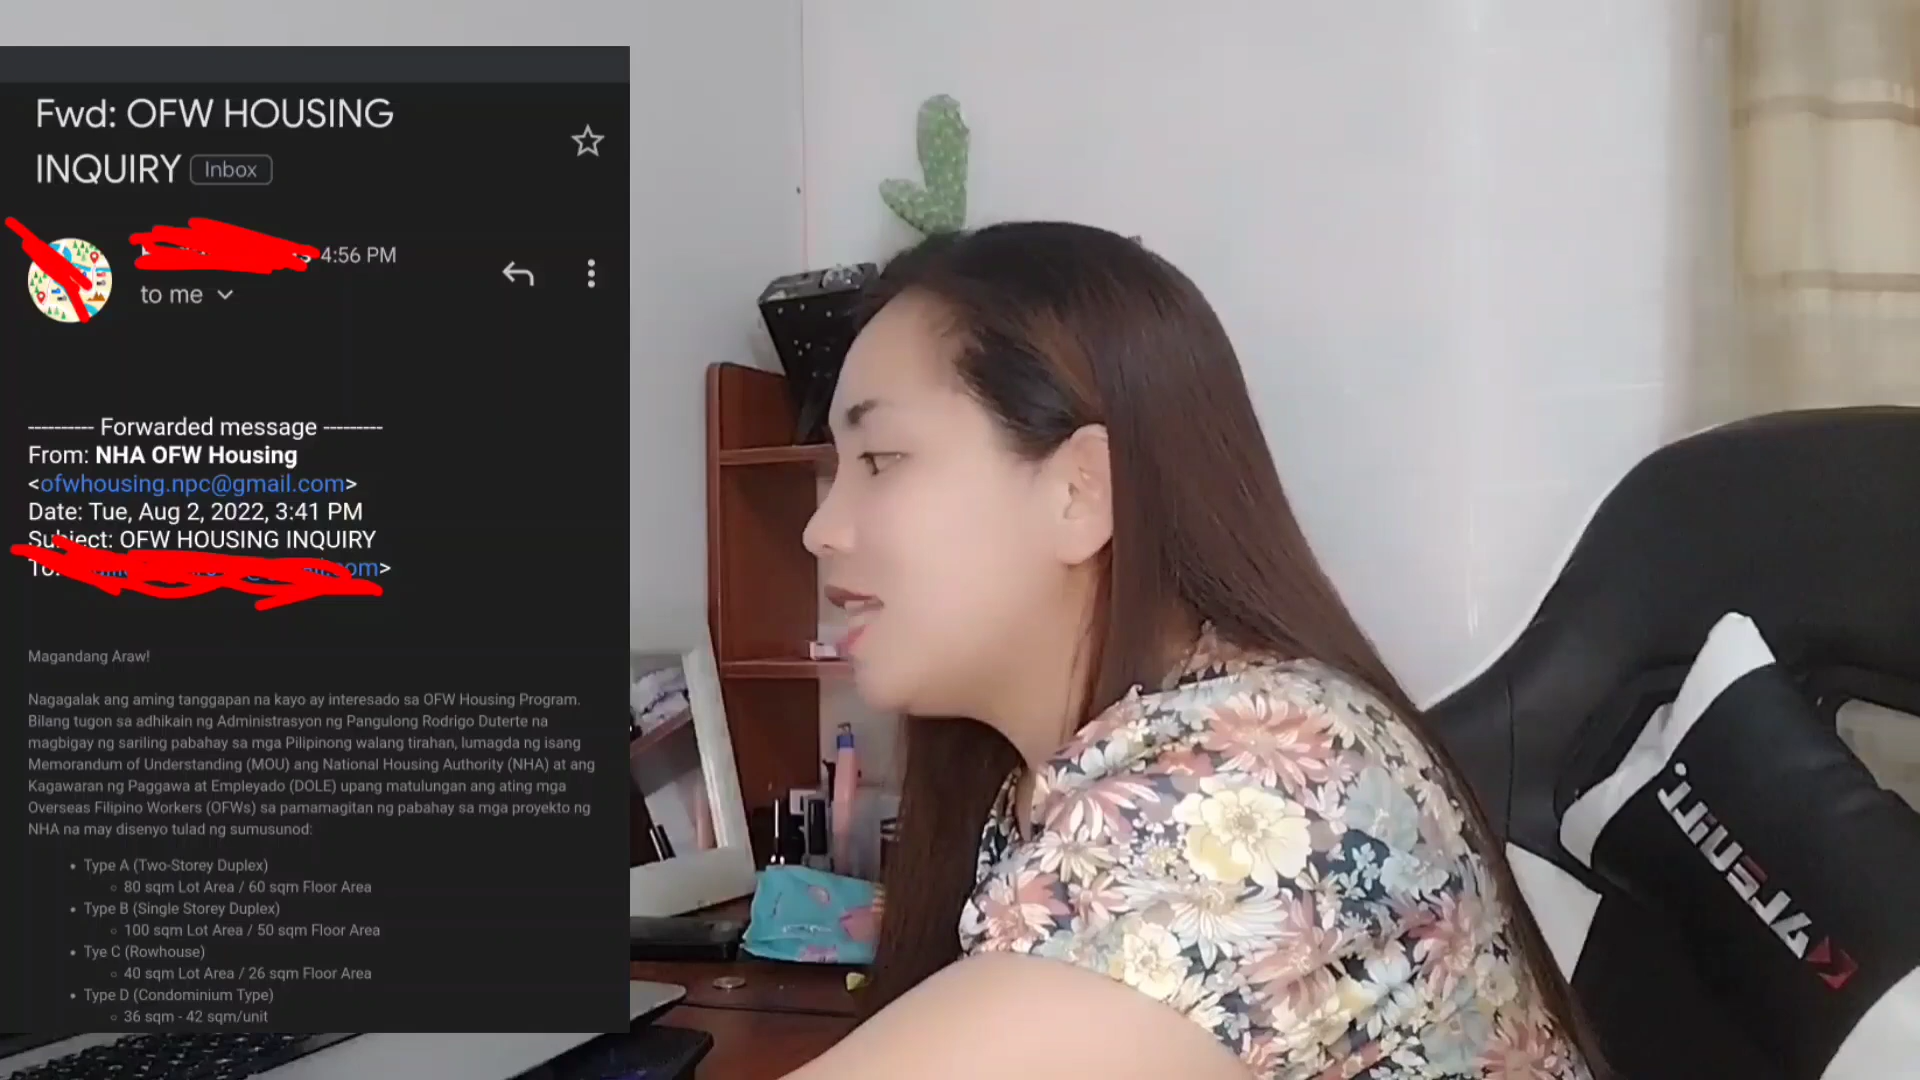 Fwd: OFW HOUSING
INQUIRY Inbox
4:56 PM
to me
---------- Forwarded message ---------
From: NHA OFW Housing
<ofwhousing.npc@gmail.com>
Date: Tue, Aug 2, 2022, 3:41 PM
Subject: OFW HOUSING INQUIRY
To:
Magandang Araw!
Nagagalak ang aming tanggapan na kayo ay interesado sa OFW Housing Program.
Bilang tugon sa adhikain ng Administrasyon ng Pangulong Rodrigo Duterte na
magbigay ng sariling pabahay sa mga Pilipinong walang tirahan, lumagda ng isang
Memorandum of Understanding (MOU) ang National Housing Authority (NHA) at ang
Kagawaran ng Paggawa at Empleyado (DOLE) upang matulungan ang ating mga
Overseas Filipino Workers (OFWs) sa pamamagitan ng pabahay sa mga proyekto ng
NHA na may disenyo tulad ng sumusunod:
• Type A (Two-Storey Duplex)
◦ 80 sqm Lot Area / 60 sqm Floor Area
• Type B (Single Storey Duplex)
◦ 100 sqm Lot Area / 50 sqm Floor Area
• Tye C (Rowhouse)
◦ 40 sqm Lot Area / 26 sqm Floor Area
• Type D (Condominium Type)
◦ 36 sqm - 42 sqm/unit